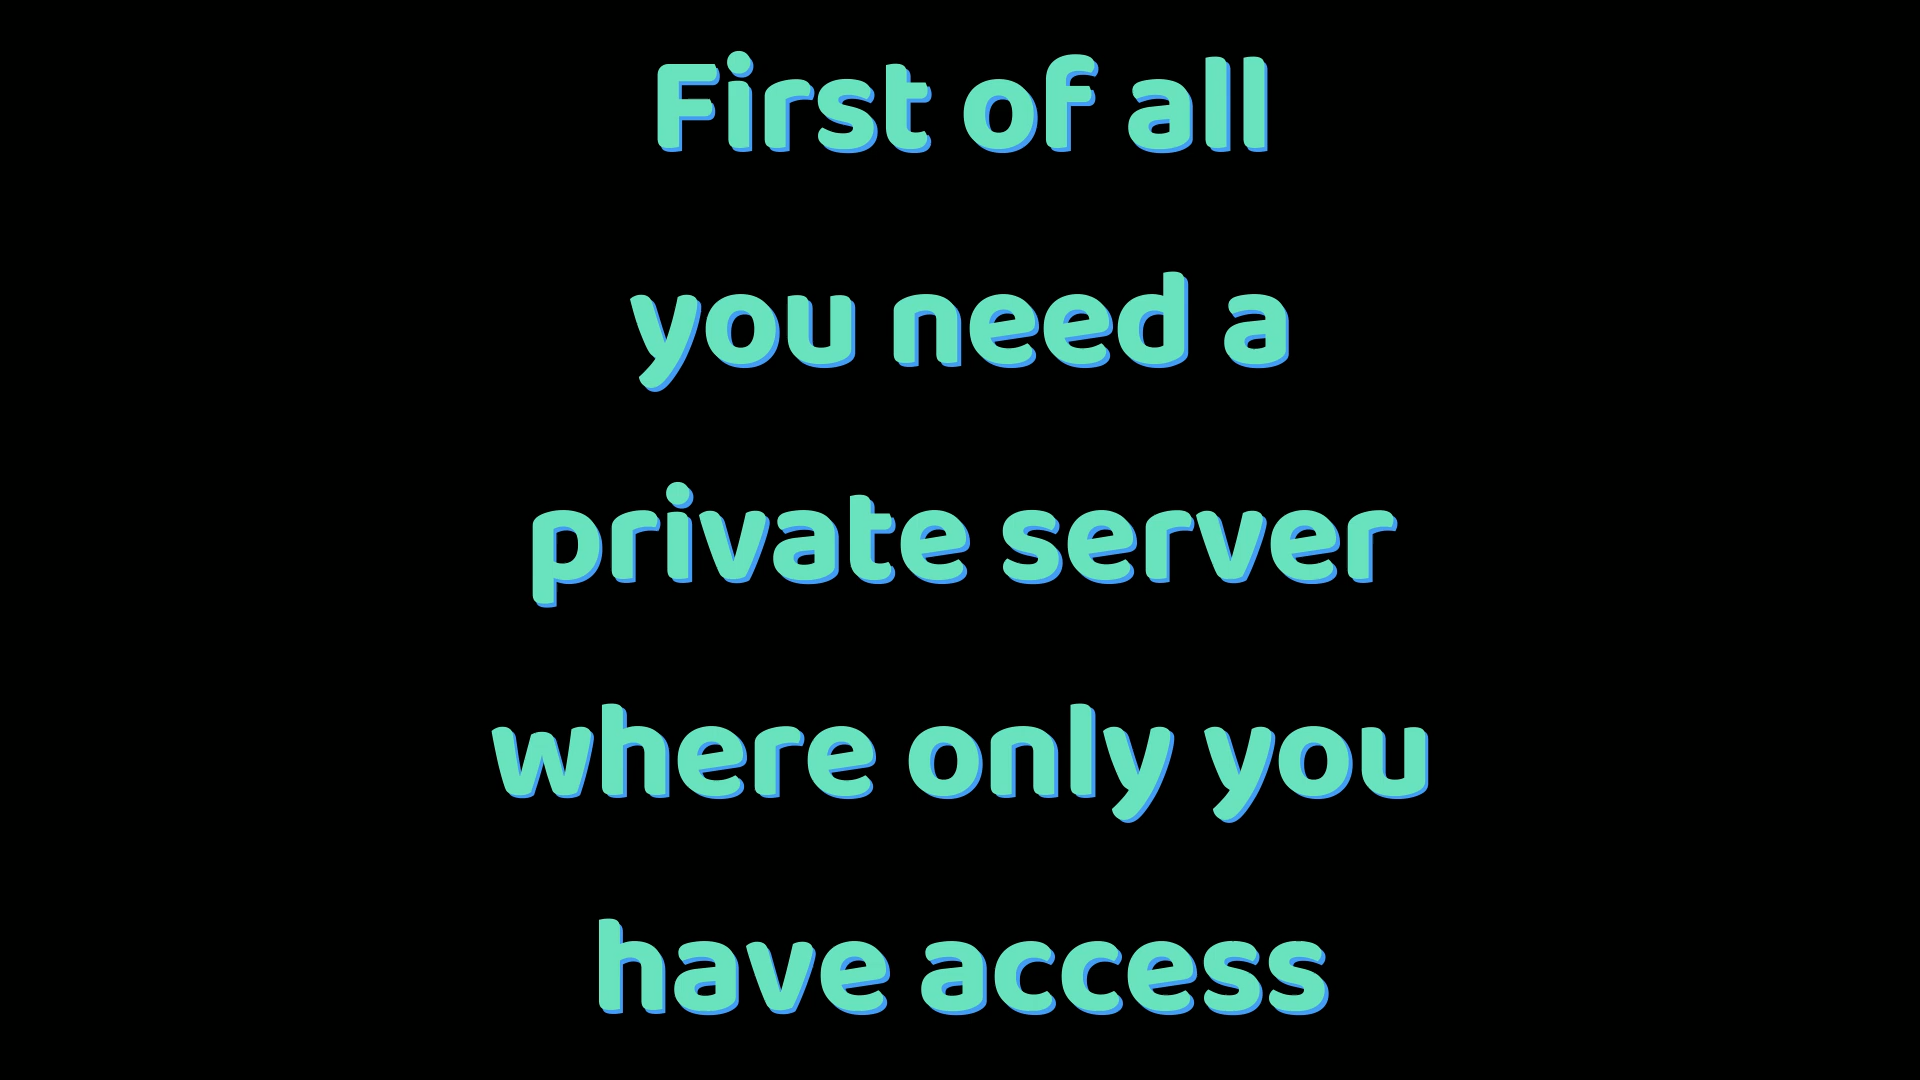 First of all
you need a
private server
where only you
have access